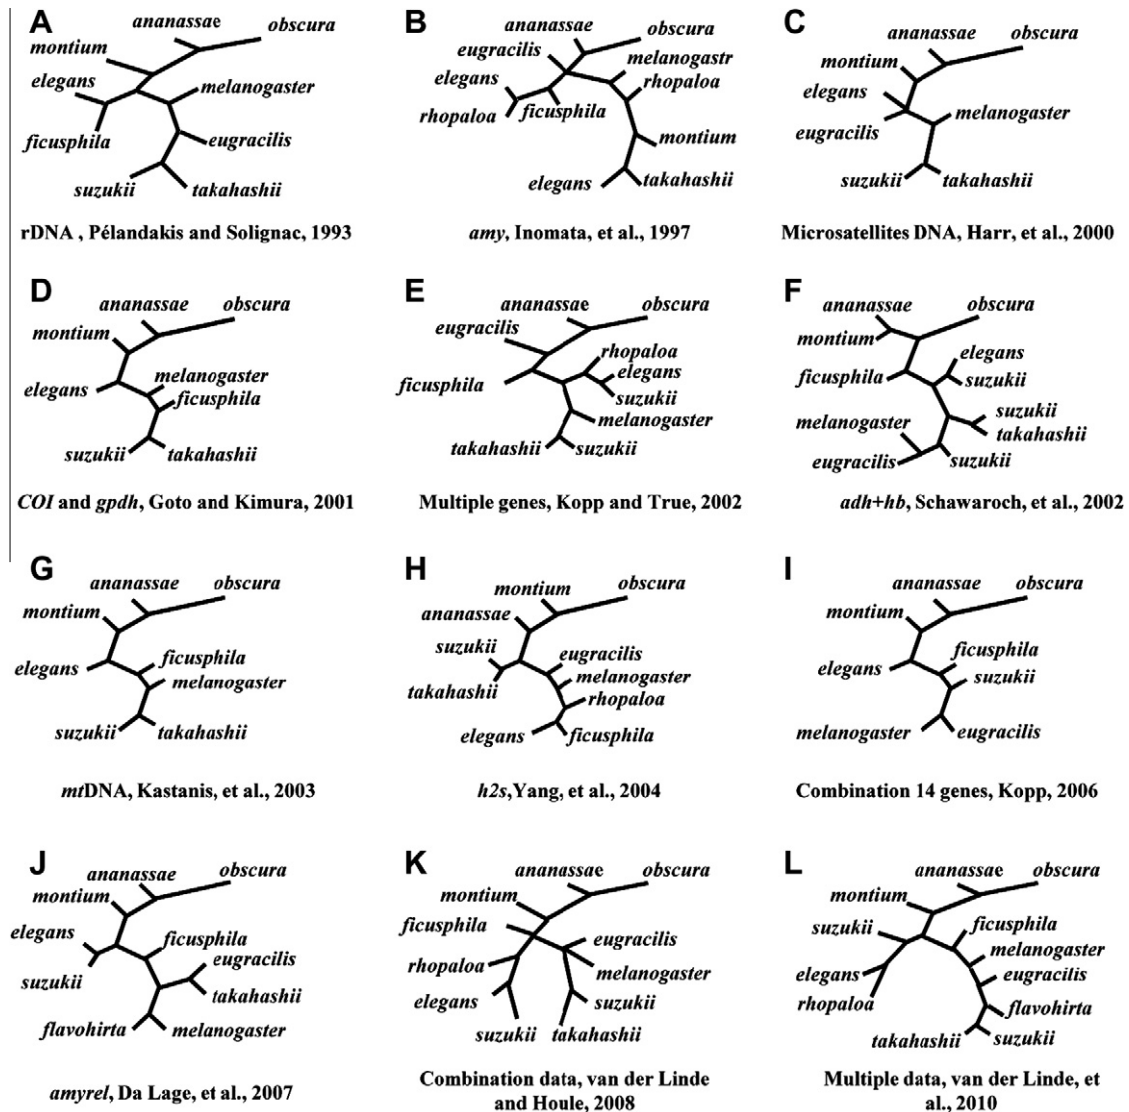 A
ananassae
obscura
montium
elegans
melanogaster
ficusphila
eugracilis
suzukii
takahashii
rDNA , Pélandakis and Solignac, 1993
B
ananassae
obscura
eugracilis
melanogastr
elegans
rhopaloa
rhopaloa
ficusphila
montium
elegans
takahashii
amy, Inomata, et al., 1997
C
ananassae
obscura
montium
elegans
melanogaster
eugracilis
suzukii
takahashii
Microsatellites DNA, Harr, et al., 2000
D
ananassae
obscura
montium
melanogaster
elegans
ficusphila
suzukii
takahashii
COI and gpdh, Goto and Kimura, 2001
E
ananassae
obscura
eugracilis
rhopaloa
elegans
ficusphila
suzukii
melanogaster
takahashii
suzukii
Multiple genes, Kopp and True, 2002
F
ananassae
obscura
montium
elegans
ficusphila
suzukii
suzukii
melanogaster
takahashii
eugracilis
suzukii
adh+hb, Schawaroch, et al., 2002
G
ananassae
obscura
montium
ficusphila
elegans
melanogaster
suzukii
takahashii
mtDNA, Kastanis, et al., 2003
H
montium
obscura
ananassae
suzukii
eugracilis
melanogaster
takahashii
rhopaloa
elegans
ficusphila
h2s,Yang, et al., 2004
I
ananassae
obscura
montium
ficusphila
elegans
suzukii
melanogaster
eugracilis
Combination 14 genes, Kopp, 2006
J
ananassae
obscura
montium
elegans
ficusphila
eugracilis
suzukii
takahashii
flavohirta
melanogaster
amyrel, Da Lage, et al., 2007
K
ananassae
obscura
montium
ficusphila
eugracilis
rhopaloa
melanogaster
elegans
suzukii
suzukii
takahashii
Combination data, van der Linde
and Houle, 2008
L
ananassae
obscura
montium
suzukii
ficusphila
melanogaster
elegans
eugracilis
rhopaloa
flavohirta
takahashii
suzukii
Multiple data, van der Linde, et
al., 2010